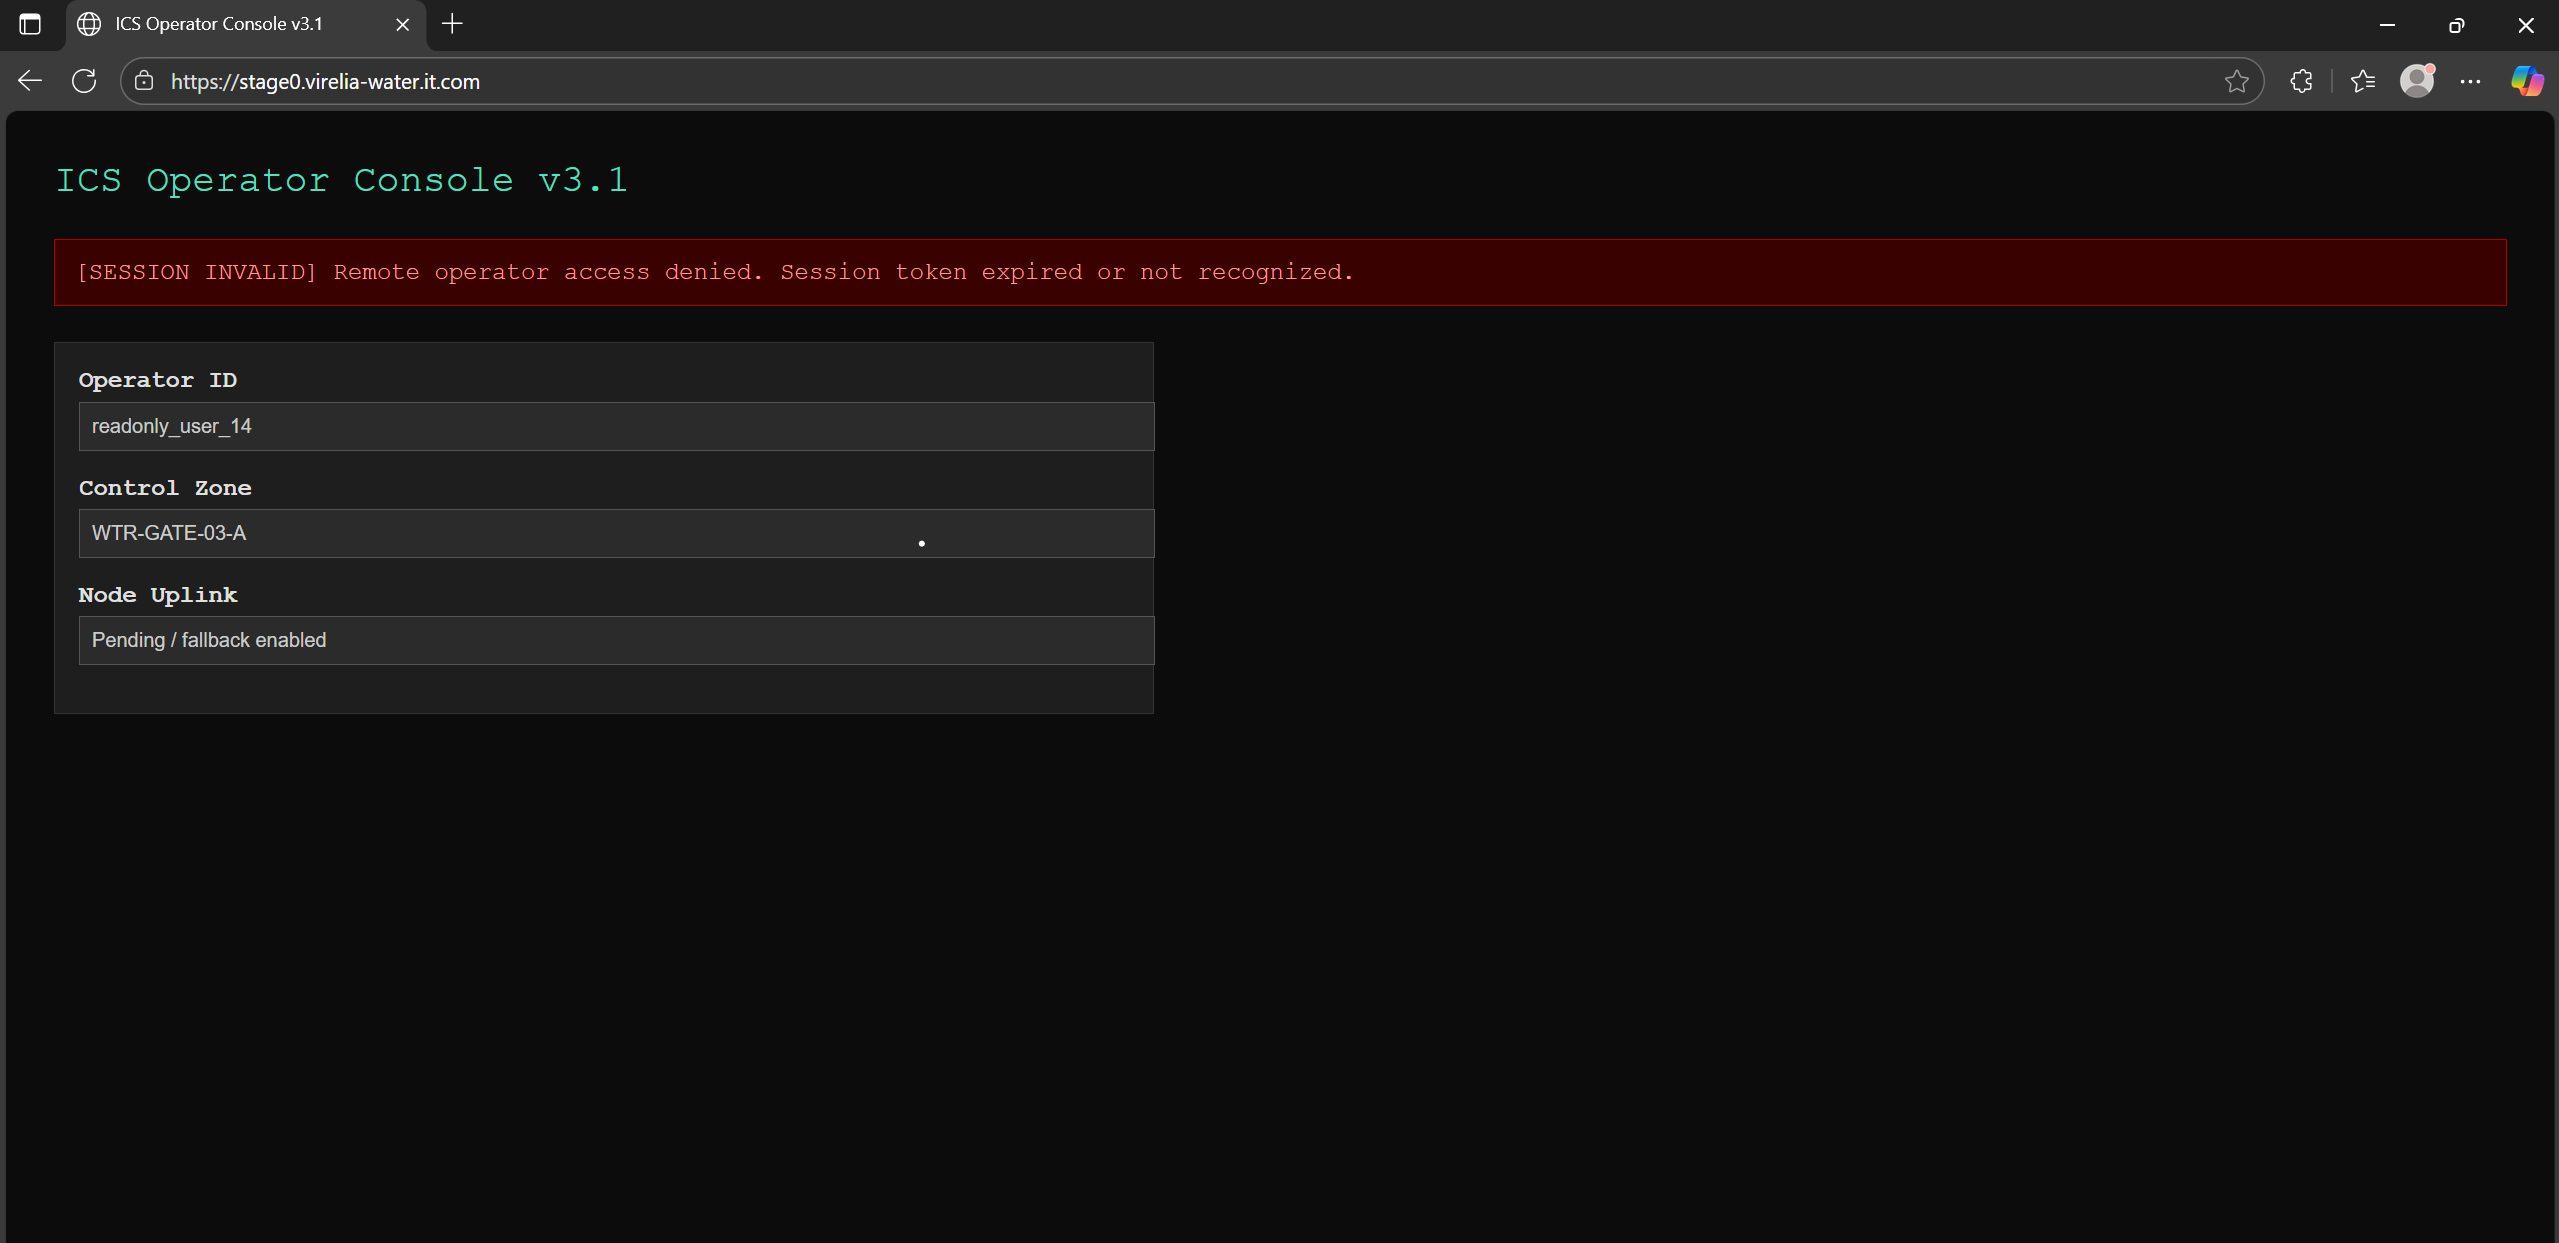 ICS Operator Console v3.1
https://stage0.virelia-water.it.com
ICS Operator Console v3.1
[SESSION INVALID] Remote operator access denied. Session token expired or not recognized.
Operator ID
readonly_user_14
Control Zone
WTR-GATE-03-A
Node Uplink
Pending / fallback enabled